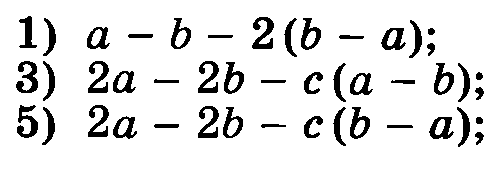 1) a − b − 2(b − a);
3) 2a − 2b − c(a − b);
5) 2a − 2b − c(b − a);